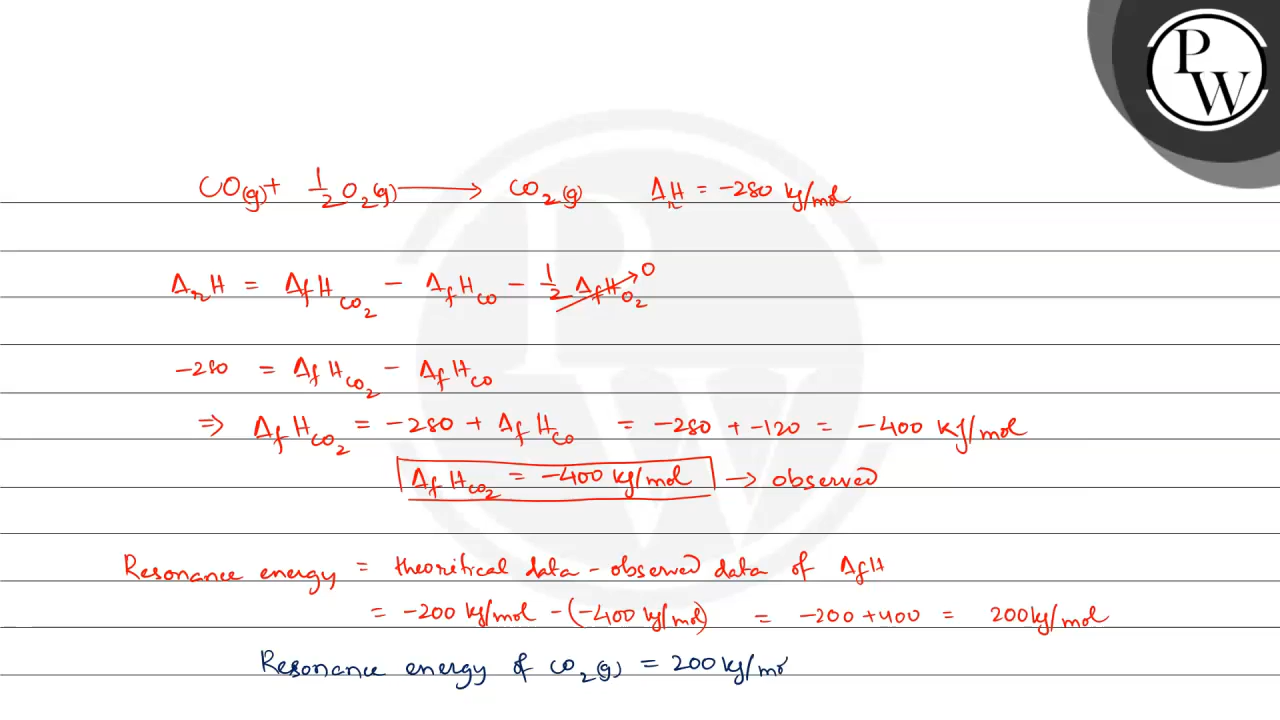 PW
CO(g) + 1/2 O₂(g) ⟶ CO₂(g) ΔᵣH = -280 kJ/mol
ΔᵣH = ΔfH CO₂ - ΔfH CO - 1/2 ΔfH O₂ ↗ 0
-280 = ΔfH CO₂ - ΔfH CO
⇒ ΔfH CO₂ = -280 + ΔfH CO = -280 + -120 = -400 KJ/mol
ΔfH CO₂ = -400 kJ/mol → observed
Resonance energy = theoritical data - observed data of ΔfH
= -200 kJ/mol - (-400 kJ/mol) = -200 + 400 = 200 kJ/mol
Resonance energy of CO₂(g) = 200 kJ/mo